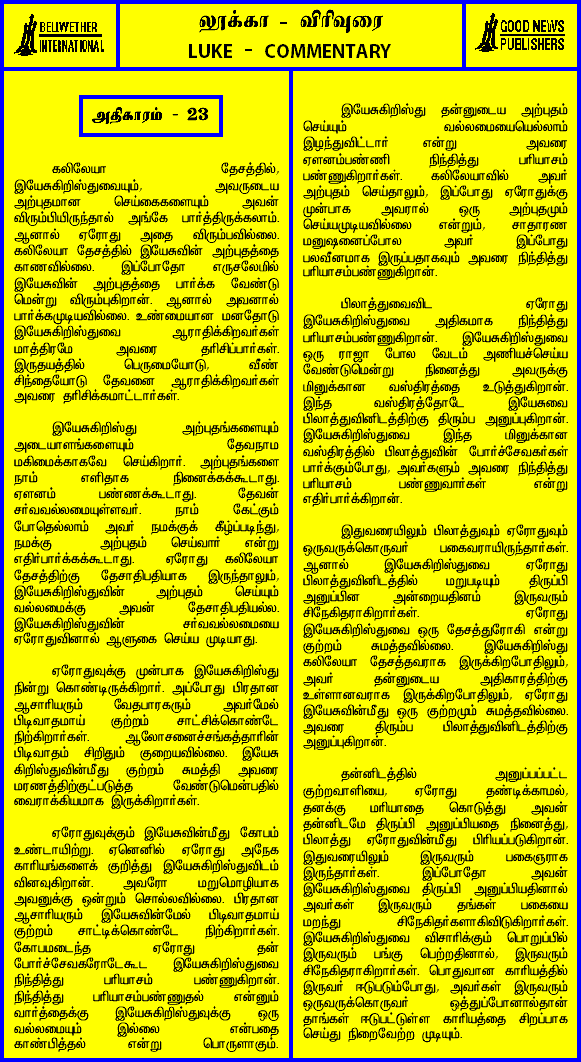 BELLWETHER
INTERNATIONAL
லூக்கா - விரிவுரை
LUKE - COMMENTARY
GOOD NEWS
PUBLISHERS
அதிகாரம் - 23
கலிலேயா தேசத்தில்,
இயேசுகிறிஸ்துவையும், அவருடைய
அற்புதமான செய்கைகளையும் அவன்
விரும்பியிருந்தால் அங்கே பார்த்திருக்கலாம்.
ஆனால் ஏரோது அதை விரும்பவில்லை.
கலிலேயா தேசத்தில் இயேசுவின் அற்புதத்தை
காணவில்லை. இப்போதோ எருசலேமில்
இயேசுவின் அற்புதத்தை பார்க்க வேண்டு
மென்று விரும்புகிறான். ஆனால் அவனால்
பார்க்கமுடியவில்லை. உண்மையான மனதோடு
இயேசுகிறிஸ்துவை ஆராதிக்கிறவர்கள்
மாத்திரமே அவரை தரிசிப்பார்கள்.
இருதயத்தில் பெருமையோடு, வீண்
சிந்தையோடு தேவனை ஆராதிக்கிறவர்கள்
அவரை தரிசிக்கமாட்டார்கள்.
இயேசுகிறிஸ்து அற்புதங்களையும்
அடையாளங்களையும் தேவநாம
மகிமைக்காகவே செய்கிறார். அற்புதங்களை
நாம் எளிதாக நினைக்கக்கூடாது.
ஏளனம் பண்ணக்கூடாது. தேவன்
சர்வவல்லமையுள்ளவர். நாம் கேட்கும்
போதெல்லாம் அவர் நமக்குக் கீழ்ப்படிந்து,
நமக்கு அற்புதம் செய்வார் என்று
எதிர்பார்க்கக்கூடாது. ஏரோது கலிலேயா
தேசத்திற்கு தேசாதிபதியாக இருந்தாலும்,
இயேசுகிறிஸ்துவின் அற்புதம் செய்யும்
வல்லமைக்கு அவன் தேசாதிபதியல்ல.
இயேசுகிறிஸ்துவின் சர்வவல்லமையை
ஏரோதுவினால் ஆளுகை செய்ய முடியாது.
ஏரோதுவுக்கு முன்பாக இயேசுகிறிஸ்து
நின்று கொண்டிருக்கிறார். அப்போது பிரதான
ஆசாரியரும் வேதபாரகரும் அவர்மேல்
பிடிவாதமாய் குற்றம் சாட்சிக்கொண்டே
நிற்கிறார்கள். ஆலோசனைச்சங்கத்தாரின்
பிடிவாதம் சிறிதும் குறையவில்லை. இயேசு
கிறிஸ்துவின்மீது குற்றம் சுமத்தி அவரை
மரணத்திற்குட்படுத்த வேண்டுமென்பதில்
வைராக்கியமாக இருக்கிறார்கள்.
ஏரோதுவுக்கும் இயேசுவின்மீது கோபம்
உண்டாயிற்று. ஏனெனில் ஏரோது அநேக
காரியங்களைக் குறித்து இயேசுகிறிஸ்துவிடம்
வினவுகிறான். அவரோ மறுமொழியாக
அவனுக்கு ஒன்றும் சொல்லவில்லை. பிரதான
ஆசாரியரும் இயேசுவின்மேல் பிடிவாதமாய்
குற்றம் சாட்டிக்கொண்டே நிற்கிறார்கள்.
கோபமடைந்த ஏரோது தன்
போர்ச்சேவகரோடேகூட இயேசுகிறிஸ்துவை
நிந்தித்து பரியாசம் பண்ணுகிறான்.
நிந்தித்து பரியாசம்பண்ணுதல் என்னும்
வார்த்தைக்கு இயேசுகிறிஸ்துவுக்கு ஒரு
வல்லமையும் இல்லை என்பதை
காண்பித்தல் என்று பொருளாகும்.
இயேசுகிறிஸ்து தன்னுடைய அற்புதம்
செய்யும் வல்லமையையெல்லாம்
இழந்துவிட்டார் என்று அவரை
ஏளனம்பண்ணி நிந்தித்து பரியாசம்
பண்ணுகிறார்கள். கலிலேயாவில் அவர்
அற்புதம் செய்தாலும், இப்போது ஏரோதுக்கு
முன்பாக அவரால் ஒரு அற்புதமும்
செய்யமுடியவில்லை என்றும், சாதாரண
மனுஷனைப்போல அவர் இப்போது
பலவீனமாக இருப்பதாகவும் அவரை நிந்தித்து
பரியாசம்பண்ணுகிறான்.
பிலாத்துவைவிட ஏரோது
இயேசுகிறிஸ்துவை அதிகமாக நிந்தித்து
பரியாசம்பண்ணுகிறான். இயேசுகிறிஸ்துவை
ஒரு ராஜா போல வேடம் அணியச்செய்ய
வேண்டுமென்று நினைத்து அவருக்கு
மினுக்கான வஸ்திரத்தை உடுத்துகிறான்.
இந்த வஸ்திரத்தோடே இயேசுவை
பிலாத்துவினிடத்திற்கு திரும்ப அனுப்புகிறான்.
இயேசுகிறிஸ்துவை இந்த மினுக்கான
வஸ்திரத்தில் பிலாத்துவின் போர்ச்சேவகர்கள்
பார்க்கும்போது, அவர்களும் அவரை நிந்தித்து
பரியாசம் பண்ணுவார்கள் என்று
எதிர்பார்க்கிறான்.
இதுவரையிலும் பிலாத்துவும் ஏரோதுவும்
ஒருவருக்கொருவர் பகைவராயிருந்தார்கள்.
ஆனால் இயேசுகிறிஸ்துவை ஏரோது
பிலாத்துவினிடத்தில் மறுபடியும் திருப்பி
அனுப்பின அன்றையதினம் இருவரும்
சிநேகிதராகிறார்கள். ஏரோது
இயேசுகிறிஸ்துவை ஒரு தேசத்துரோகி என்று
குற்றம் சுமத்தவில்லை. இயேசுகிறிஸ்து
கலிலேயா தேசத்தவராக இருக்கிறபோதிலும்,
அவர் தன்னுடைய அதிகாரத்திற்கு
உள்ளானவராக இருக்கிறபோதிலும், ஏரோது
இயேசுவின்மீது ஒரு குற்றமும் சுமத்தவில்லை.
அவரை திரும்ப பிலாத்துவினிடத்திற்கு
அனுப்புகிறான்.
தன்னிடத்தில் அனுப்பப்பட்ட
குற்றவாளியை, ஏரோது தண்டிக்காமல்,
தனக்கு மரியாதை கொடுத்து அவன்
தன்னிடமே திருப்பி அனுப்பியதை நினைத்து,
பிலாத்து ஏரோதுவின்மீது பிரியப்படுகிறான்.
இதுவரையிலும் இருவரும் பகைஞராக
இருந்தார்கள். இப்போதோ அவன்
இயேசுகிறிஸ்துவை திருப்பி அனுப்பியதினால்
அவர்கள் இருவரும் தங்கள் பகையை
மறந்து சிநேகிதர்களாகிவிடுகிறார்கள்.
இயேசுகிறிஸ்துவை விசாரிக்கும் பொறுப்பில்
இருவரும் பங்கு பெற்றதினால், இருவரும்
சிநேகிதராகிறார்கள். பொதுவான காரியத்தில்
இருவர் ஈடுபடும்போது, அவர்கள் இருவரும்
ஒருவருக்கொருவர் ஒத்துப்போனால்தான்
தாங்கள் ஈடுபட்டுள்ள காரியத்தை சிறப்பாக
செய்து நிறைவேற்ற முடியும்.